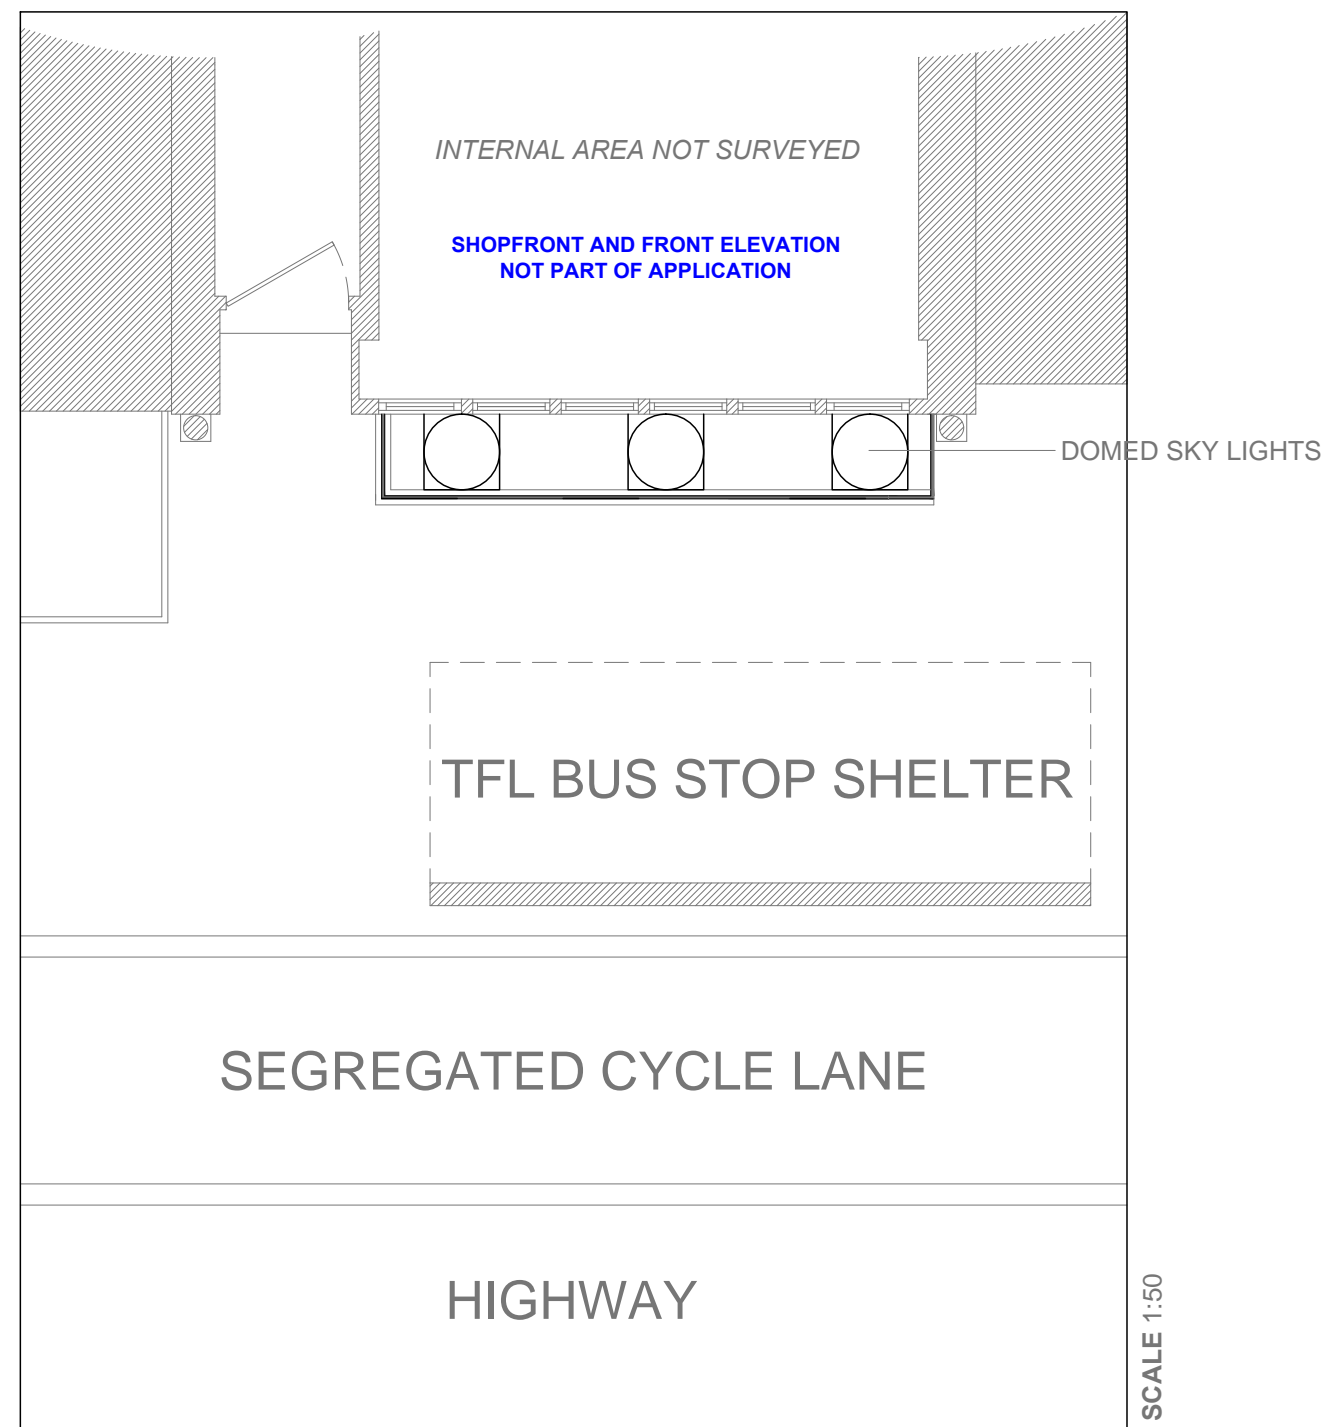 INTERNAL AREA NOT SURVEYED
SHOPFRONT AND FRONT ELEVATION
NOT PART OF APPLICATION
DOMED SKY LIGHTS
TFL BUS STOP SHELTER
SEGREGATED CYCLE LANE
HIGHWAY
SCALE 1:50